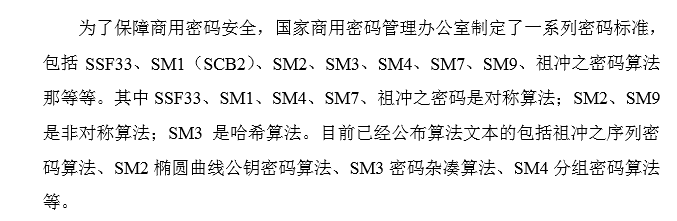 为了保障商用密码安全，国家商用密码管理办公室制定了一系列密码标准，
包括 SSF33、SM1（SCB2）、SM2、SM3、SM4、SM7、SM9、祖冲之密码算法
那等等。其中 SSF33、SM1、SM4、SM7、祖冲之密码是对称算法；SM2、SM9
是非对称算法；SM3 是哈希算法。目前已经公布算法文本的包括祖冲之序列密
码算法、SM2 椭圆曲线公钥密码算法、SM3 密码杂凑算法、SM4 分组密码算法
等。